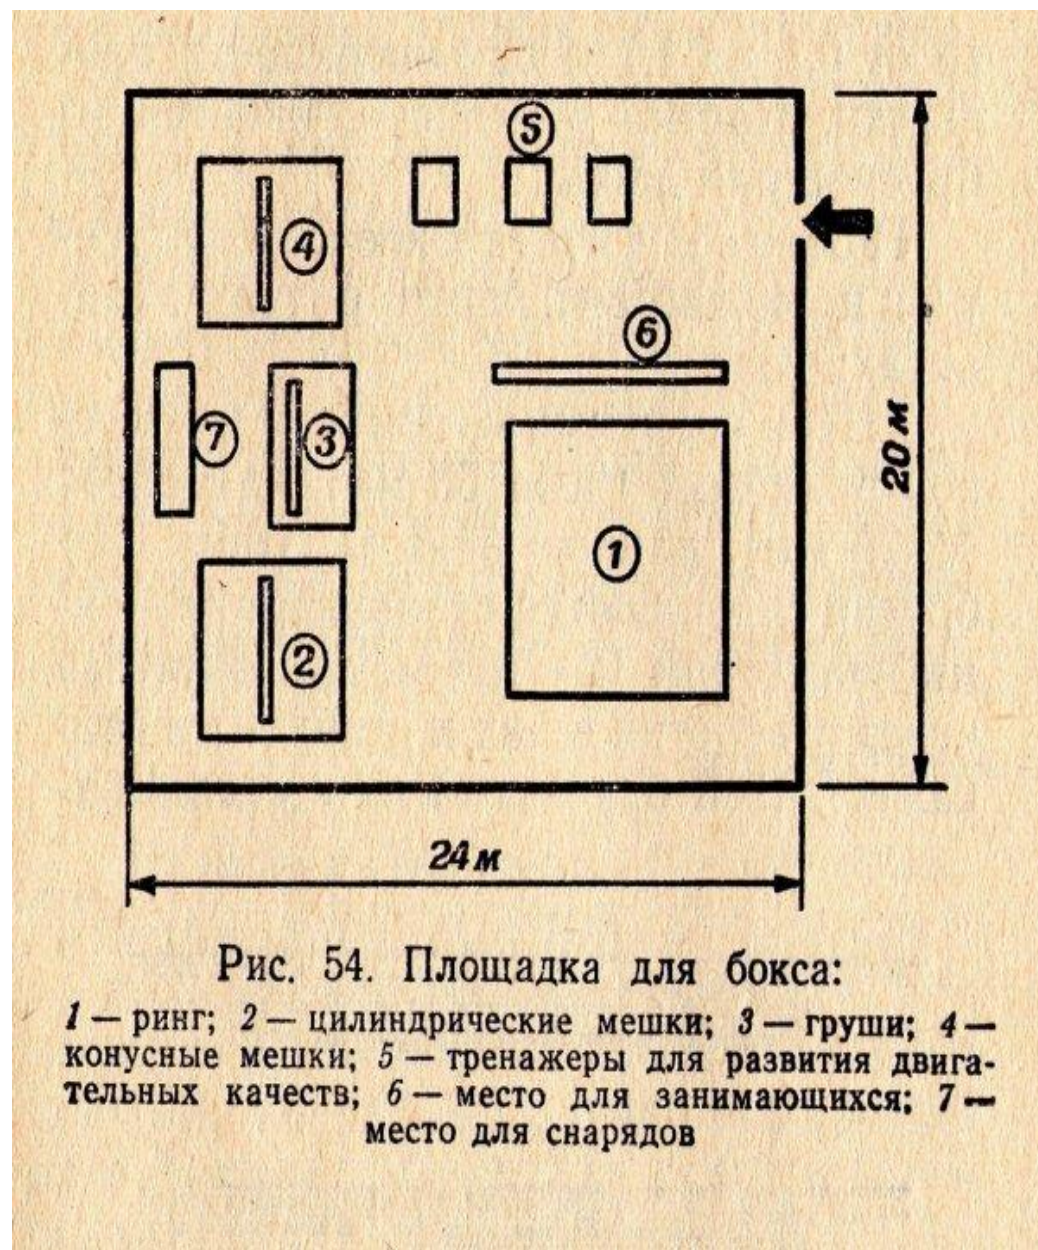 5
4
6
7
3
20 м
1
2
24 м
Рис. 54. Площадка для бокса:
1 — ринг; 2 — цилиндрические мешки; 3 — груши; 4 —
конусные мешки; 5 — тренажеры для развития двига-
тельных качеств; 6 — место для занимающихся; 7 —
место для снарядов